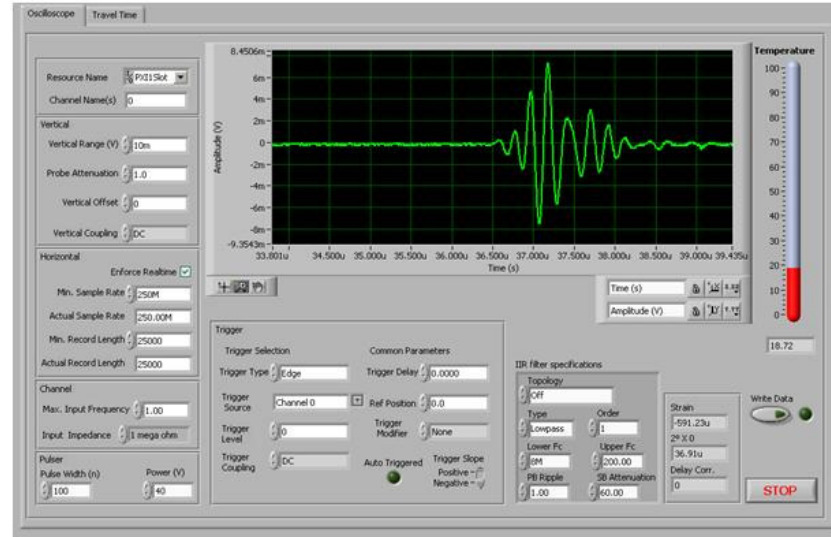 Oscilloscope
Travel Time
Resource Name PXI1Slot
Channel Name(s) 0
Vertical
Vertical Range (V) 10m
Probe Attenuation 1.0
Vertical Offset 0
Vertical Coupling DC
Horizontal
Enforce Realtime
Min. Sample Rate 250M
Actual Sample Rate 250.00M
Min. Record Length 25000
Actual Record Length 25000
Channel
Max. Input Frequency 1.00
Input Impedance 1 mega ohm
Pulser
Pulse Width (n) Power (V)
100 40
Amplitude (V)
8.4506m
6m
4m
2m
0
-2m
-4m
-6m
-8m
-9.3543m
33.801u 34.500u 35.000u 35.500u 36.000u 36.500u 37.000u 37.500u 38.000u 38.500u 39.000u 39.435u
Time (s)
Time (s)
Amplitude (V)
Trigger
Trigger Selection
Trigger Type Edge
Trigger Source Channel 0
Trigger Level 0
Trigger Coupling DC
Common Parameters
Trigger Delay 0.0000
Ref Position 0.0
Trigger Modifier None
Auto Triggered
Trigger Slope
Positive
Negative
IIR filter specifications
Topology
Off
Type Order
Lowpass 1
Lower Fc Upper Fc
8M 200.00
PB Ripple SB Attenuation
1.00 60.00
Strain
-591.23u
2º X 0
36.91u
Delay Corr.
0
Temperature
100
90
80
70
60
50
40
30
20
10
0
18.72
Write Data
STOP